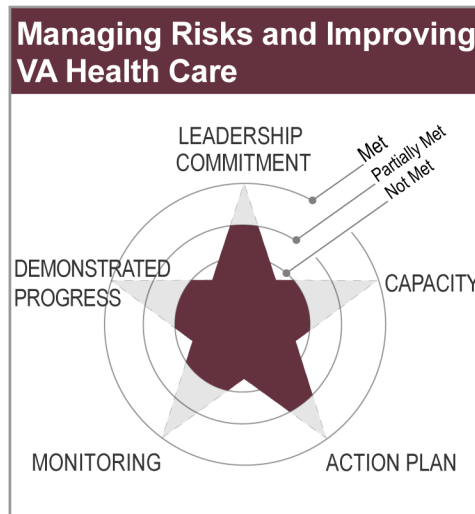 Managing Risks and Improving
VA Health Care
LEADERSHIP
COMMITMENT
Met
Partially Met
Not Met
DEMONSTRATED
PROGRESS
CAPACITY
MONITORING
ACTION PLAN